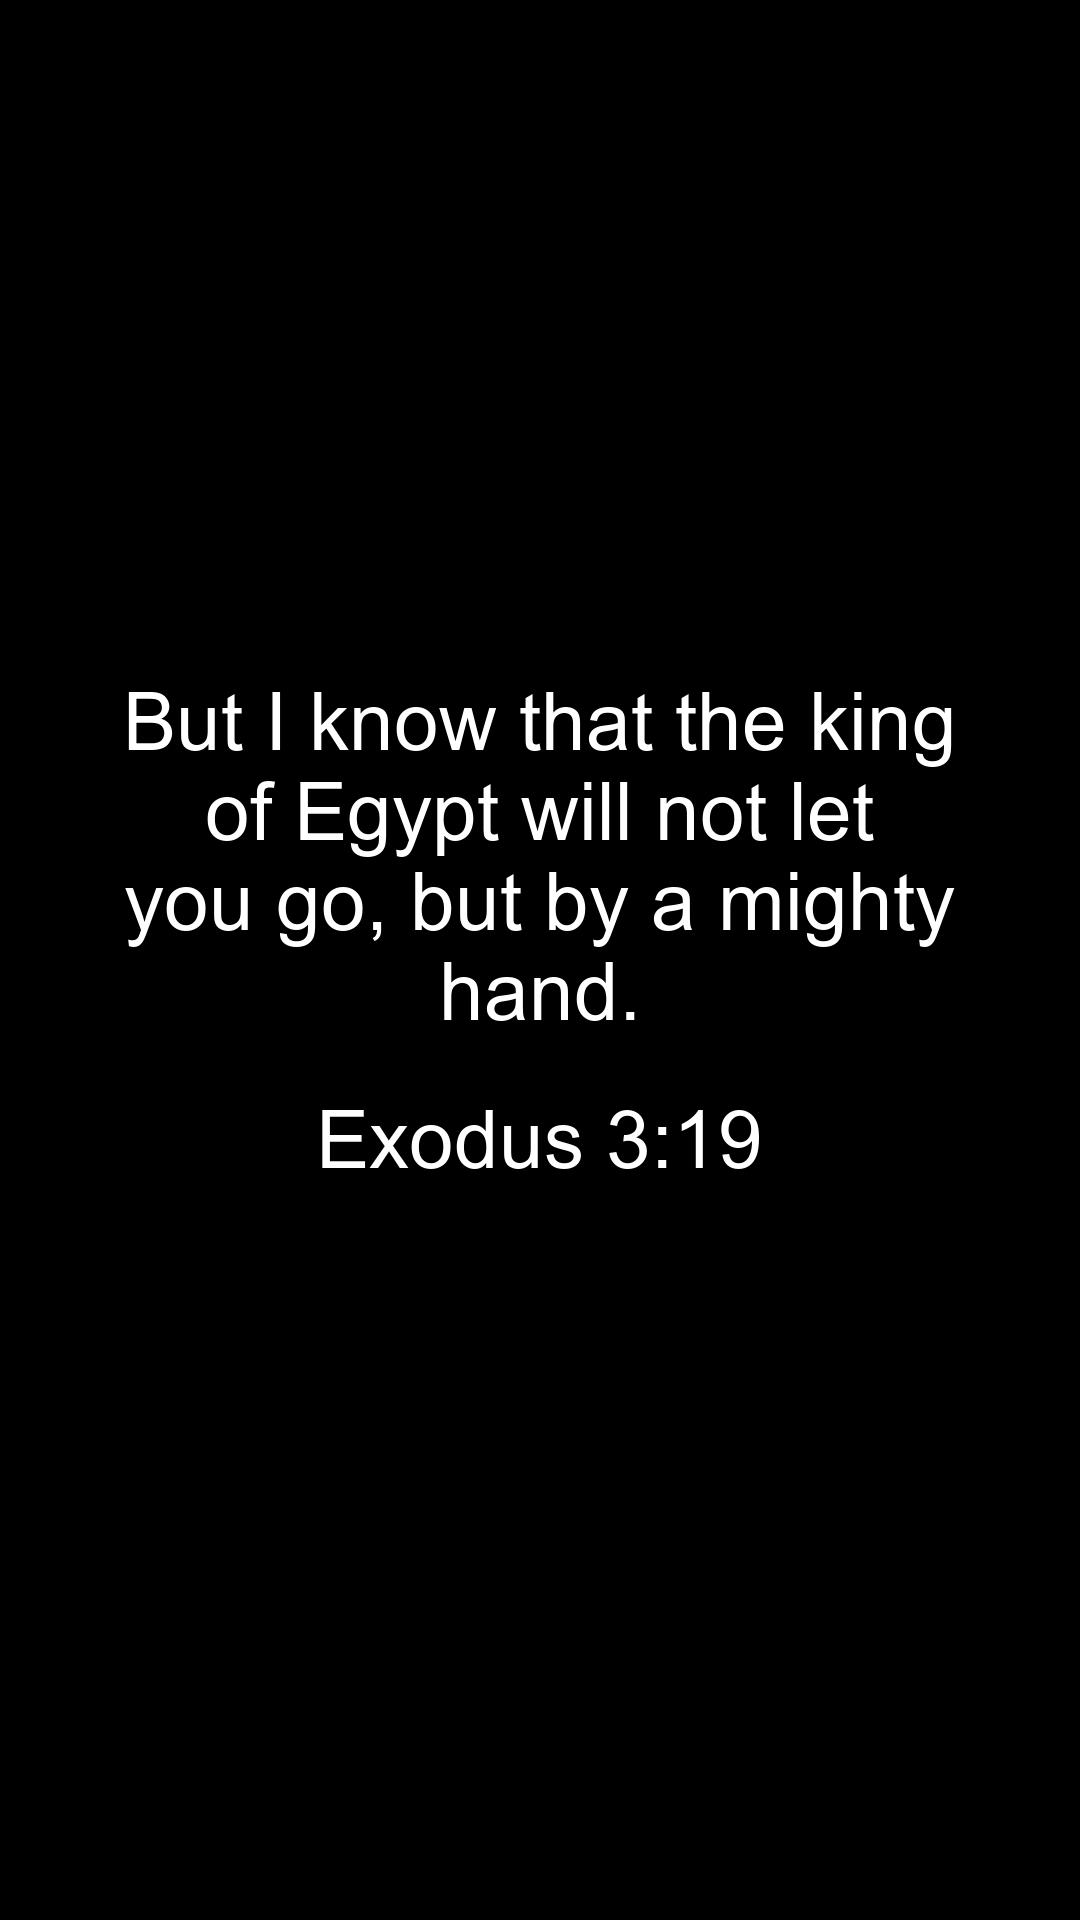 But I know that the king
of Egypt will not let
you go, but by a mighty
hand.
Exodus 3:19